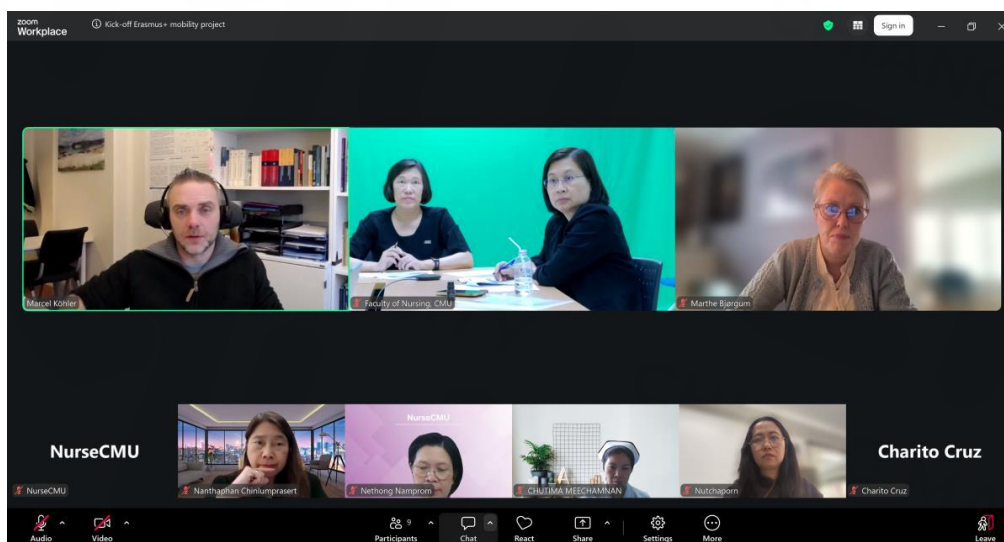 zoom
Workplace
Kick-off Erasmus+ mobility project
Sign in
Marcel Köhler
Faculty of Nursing, CMU
Marthe Bjørgum
NurseCMU
NurseCMU
Nanthaphan Chinlumprasert
NurseCMU
Nethong Namprom
CHUTIMA MEECHAMNAN
Nutchaporn
Charito Cruz
Charito Cruz
Audio
Video
9
Participants
Chat
React
Share
Settings
More
Leave